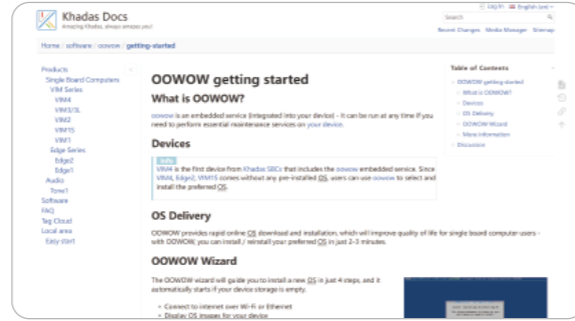 Khadas Docs
Amazing Khadas, always amazes you!
Log In English (en)
Search
Recent Changes Media Manager Sitemap
Home / software / oowow / getting-started
Products
Single Board Computers
VIM Series
VIM4
VIM3/3L
VIM2
VIM1S
VIM1
Edge Series
Edge2
Edge1
Audio
Tone1
Software
FAQ
Tag Cloud
Local area
Easy start
OOWOW getting started
What is OOWOW?
oowow is an embedded service (integrated into your device) – it can be run at any time if you
need to perform essential maintenance services on your device.
Devices
Info
VIM4 is the first device from Khadas SBCs that includes the oowow embedded service. Since
VIM4, Edge2, VIM1S comes without any pre-installed OS, users can use oowow to select and
install the preferred OS.
OS Delivery
OOWOW provides rapid online OS download and installation, which will improve quality of life for single board computer users -
with OOWOW, you can install / reinstall your preferred OS in just 2-3 minutes.
OOWOW Wizard
The OOWOW wizard will guide you to install a new OS in just 4 steps, and it
automatically starts if your device storage is empty.
Connect to internet over Wi-Fi or Ethernet
Display OS images for your device
Table of Contents
OOWOW getting started
What is OOWOW?
Devices
OS Delivery
OOWOW Wizard
More information
Discussion